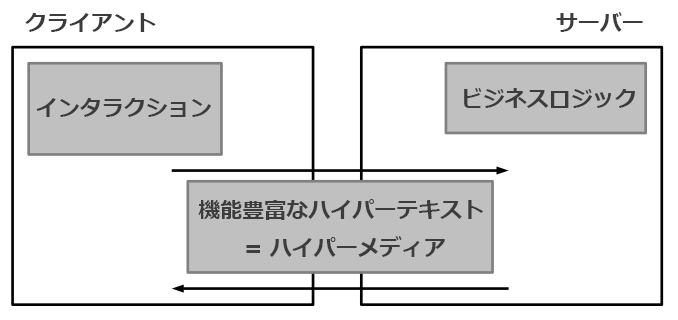 クライアント
サーバー
インタラクション
ビジネスロジック
機能豊富なハイパーテキスト
= ハイパーメディア